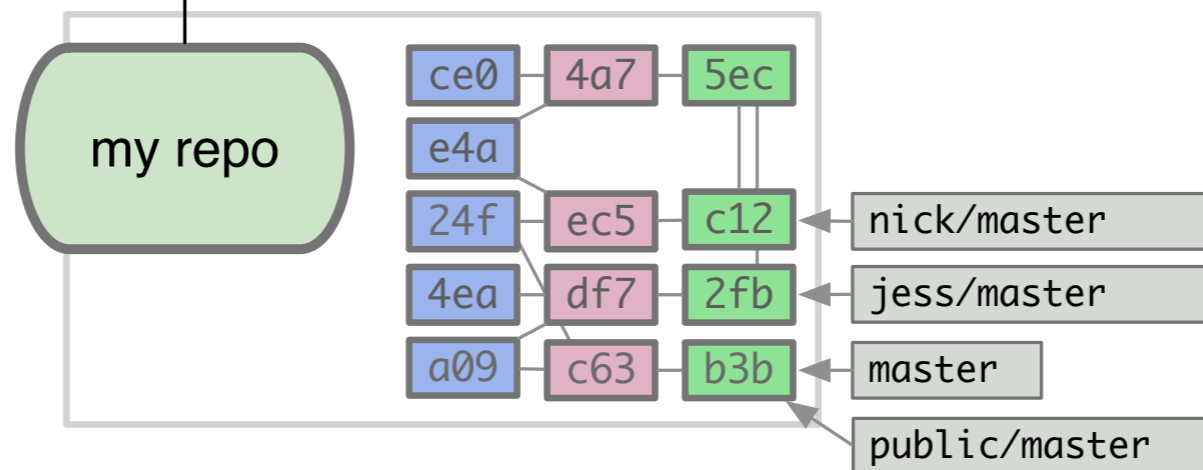 my repo
ce0 4a7 5ec
e4a
24f ec5 c12 nick/master
4ea df7 2fb jess/master
a09 c63 b3b master
public/master